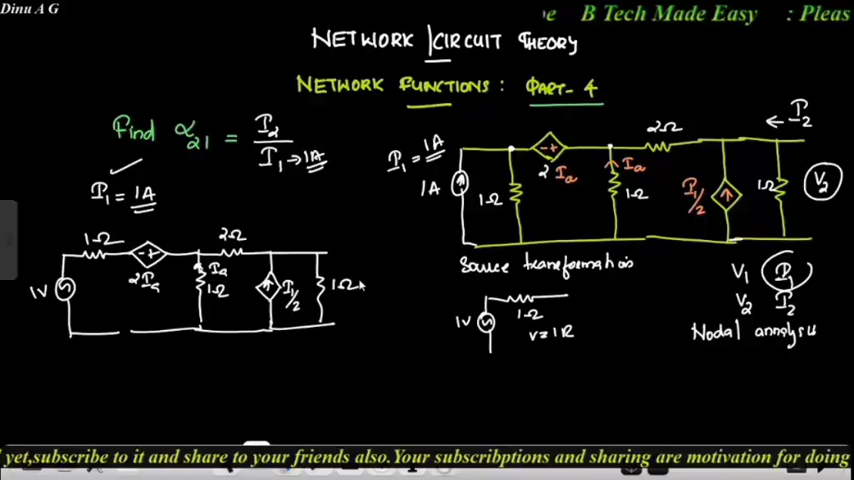 Dinu A G
e B Tech Made Easy : Pleas
NETWORK | CIRCUIT THEORY
NETWORK FUNCTIONS : PART - 4
Find α21 = I2 / I1 → 1A
I1 = 1A
1Ω
2Ia
Ia
1Ω
2Ω
I1/2
1Ω
1V
I1 = 1A
1A
1Ω
- +
2 Ia
Ia
1Ω
2Ω
I1/2
1Ω
I2
V2
Source transformations
1V
1Ω
V = IR
V1 I1
V2 I2
Nodal analysis
yet,subscribe to it and share to your friends also.Your subscribptions and sharing are motivation for doing